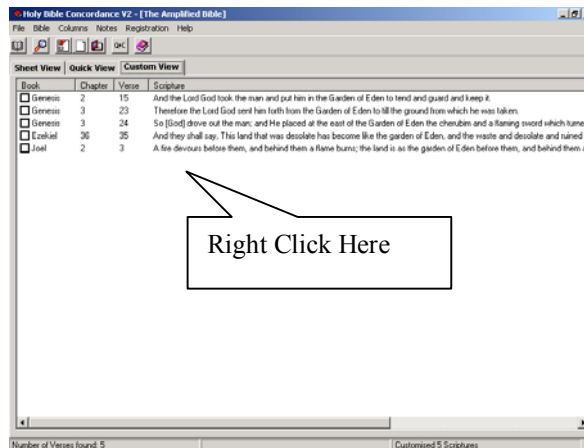 Holy Bible Concordance V2 - [The Amplified Bible]
File Bible Columns Notes Registration Help
Sheet View Quick View Custom View
Book Chapter Verse Scripture
Genesis 2 15 And the Lord God took the man and put him in the Garden of Eden to tend and guard and keep it.
Genesis 3 23 Therefore the Lord God sent him forth from the Garden of Eden to till the ground from which he was taken.
Genesis 3 24 So [God] drove out the man; and He placed at the east of the Garden of Eden the cherubim and a flaming sword which turne
Ezekiel 36 35 And they shall say, This land that was desolate has become like the garden of Eden, and the waste and desolate and ruined
Joel 2 3 A fire devours before them, and behind them a flame burns; the land is as the garden of Eden before them, and behind them a
Right Click Here
Number of Verses found: 5 Customised 5 Scriptures